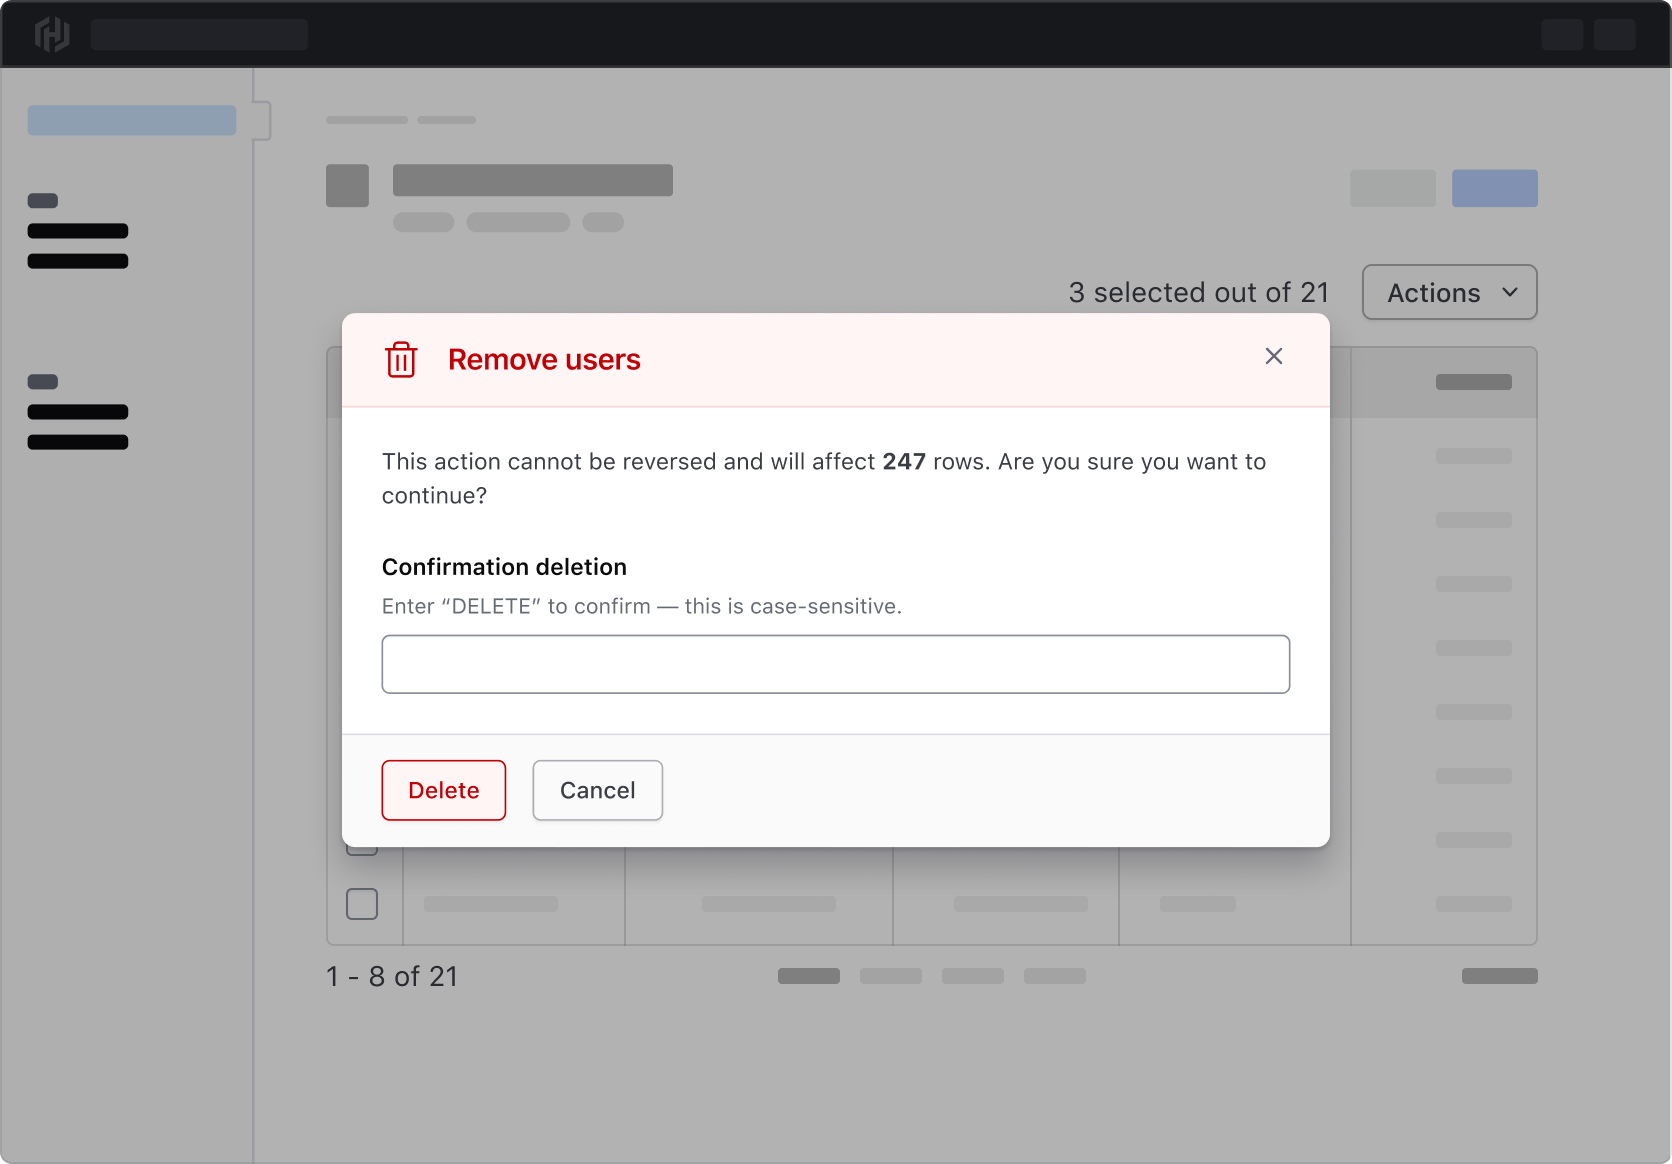 3 selected out of 21
Actions
Remove users
This action cannot be reversed and will affect 247 rows. Are you sure you want to
continue?
Confirmation deletion
Enter “DELETE” to confirm — this is case-sensitive.
Delete
Cancel
1 - 8 of 21